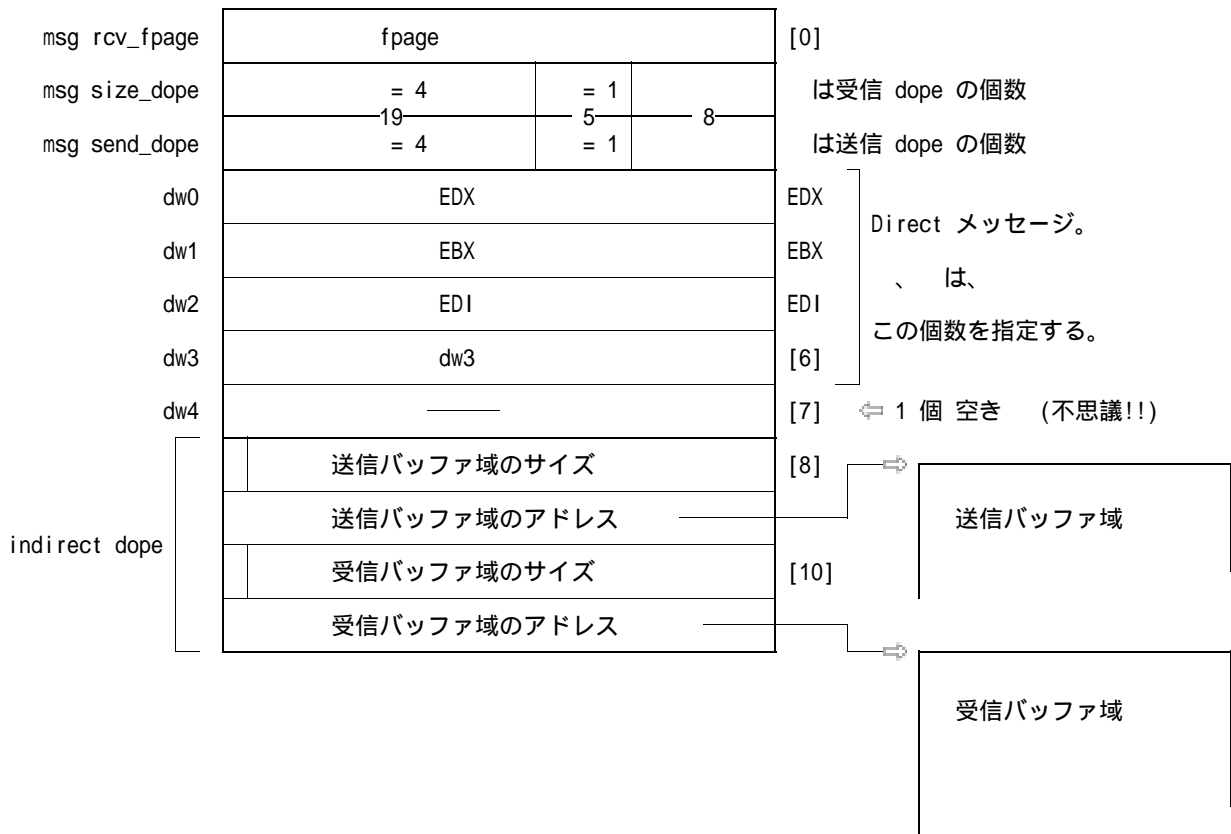 msg rcv_fpage fpage [0]
msg size_dope = 4 = 1 は受信 dope の個数
19 5 8
msg send_dope = 4 = 1 は送信 dope の個数
dw0 EDX EDX
Direct メッセージ。
dw1 EBX EBX
、 は、
dw2 EDI EDI
この個数を指定する。
dw3 dw3 [6]
dw4 [7] ⇦ 1 個 空き (不思議!!)
送信バッファ域のサイズ [8]
送信バッファ域のアドレス 送信バッファ域
indirect dope
受信バッファ域のサイズ [10]
受信バッファ域のアドレス
受信バッファ域